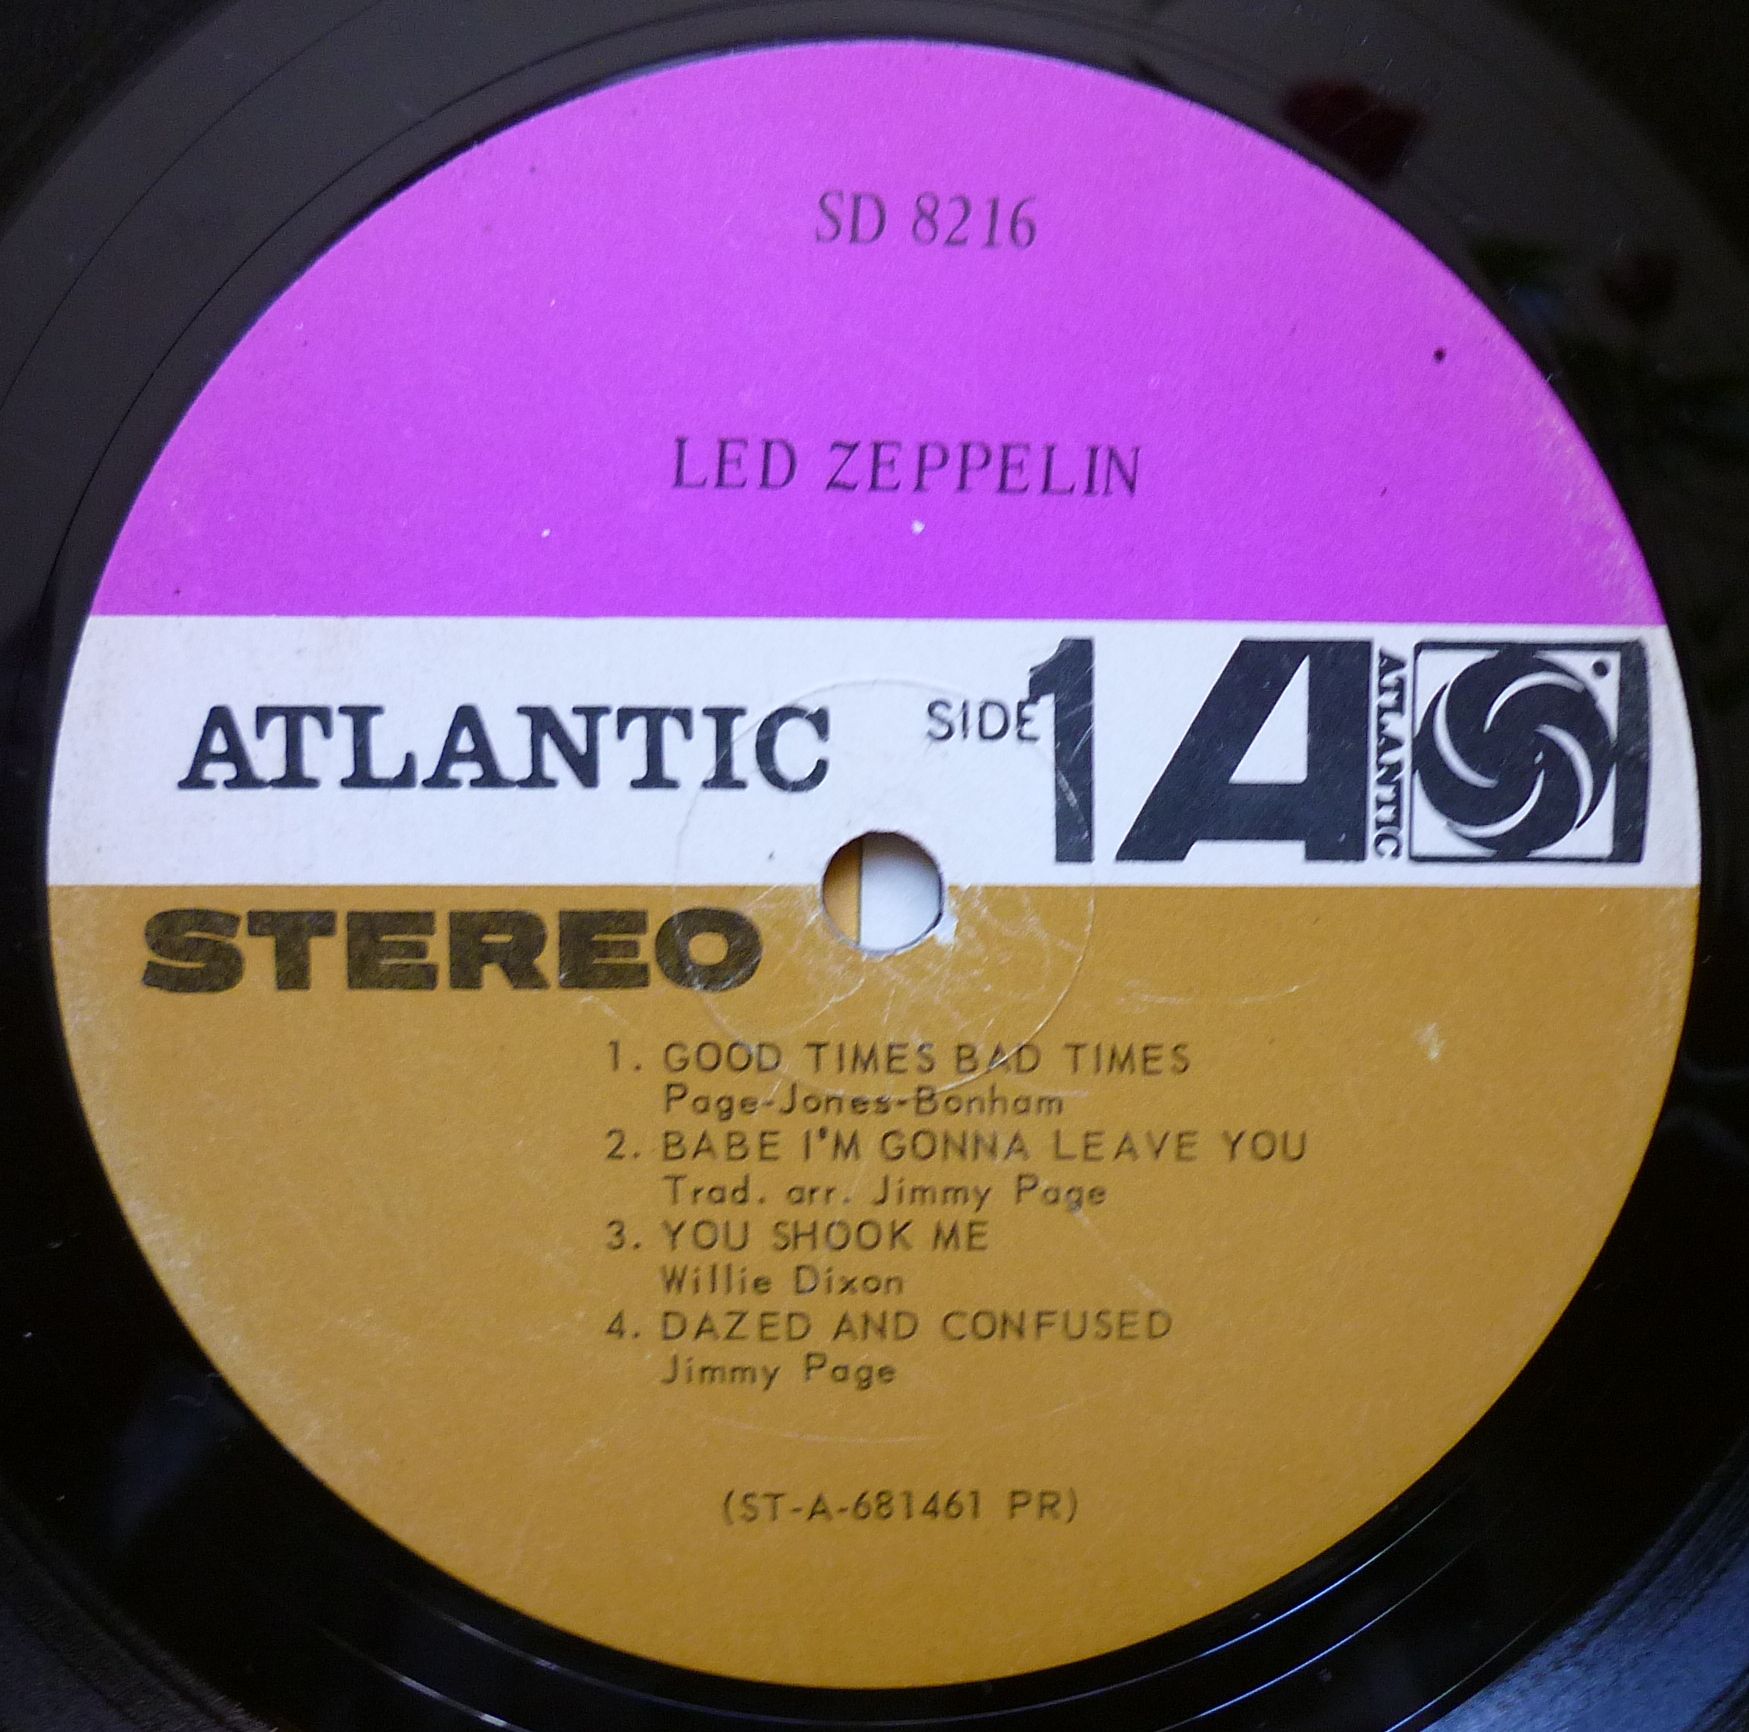 SD 8216
LED ZEPPELIN
ATLANTIC SIDE 1 A ATLANTIC
STEREO
1. GOOD TIMES BAD TIMES
Page-Jones-Bonham
2. BABE I'M GONNA LEAVE YOU
Trad. arr. Jimmy Page
3. YOU SHOOK ME
Willie Dixon
4. DAZED AND CONFUSED
Jimmy Page
(ST-A-681461 PR)